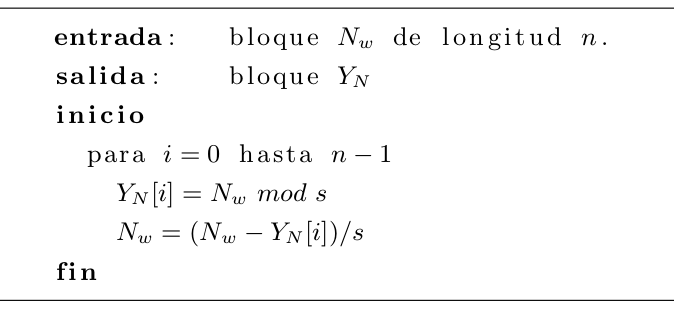 entrada: bloque N_w de longitud n.
salida: bloque Y_N
inicio
para i = 0 hasta n − 1
Y_N[i] = N_w mod s
N_w = (N_w − Y_N[i])/s
fin